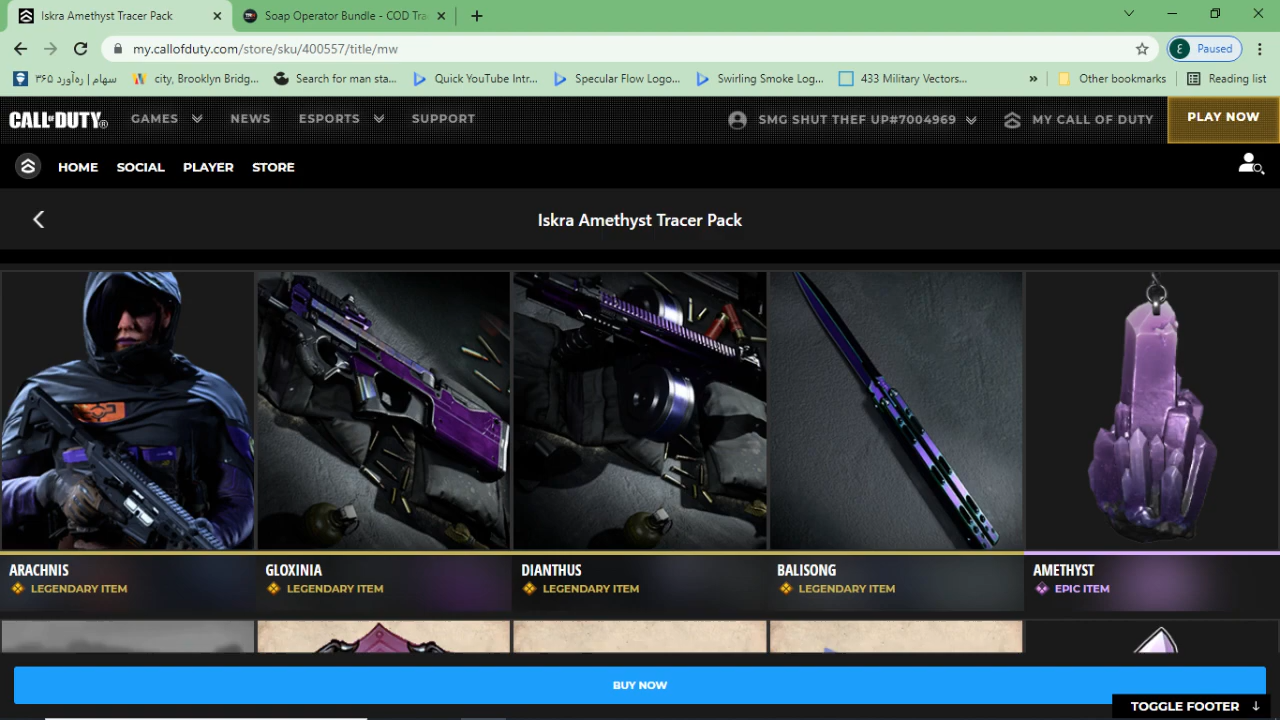 Iskra Amethyst Tracer Pack
Soap Operator Bundle - COD Tra
my.callofduty.com/store/sku/400557/title/mw
ع
Paused
سهام | ره‌آورد ۳۶۵
city, Brooklyn Bridg...
Search for man sta...
Quick YouTube Intr...
Specular Flow Logo...
Swirling Smoke Log...
433 Military Vectors...
»
Other bookmarks
Reading list
CALL OF DUTY®
GAMES
NEWS
ESPORTS
SUPPORT
SMG SHUT THEF UP#7004969
MY CALL OF DUTY
PLAY NOW
HOME
SOCIAL
PLAYER
STORE
Iskra Amethyst Tracer Pack
ARACHNIS
LEGENDARY ITEM
GLOXINIA
LEGENDARY ITEM
DIANTHUS
LEGENDARY ITEM
BALISONG
LEGENDARY ITEM
AMETHYST
EPIC ITEM
BUY NOW
TOGGLE FOOTER ↓